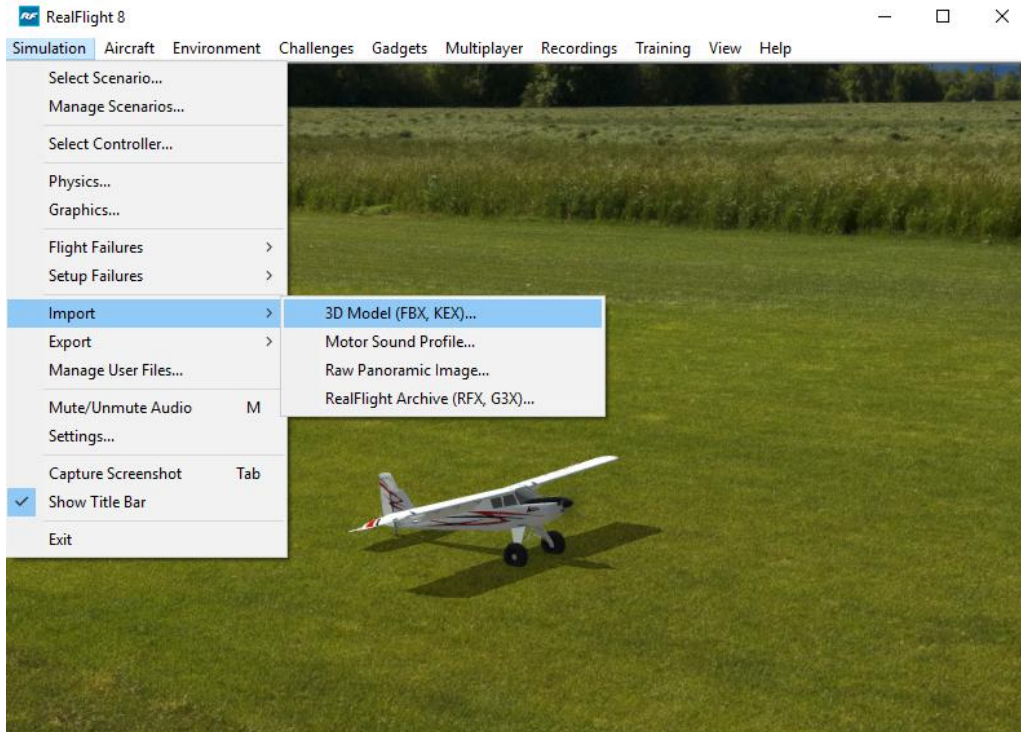 RF RealFlight 8
Simulation Aircraft Environment Challenges Gadgets Multiplayer Recordings Training View Help
Select Scenario...
Manage Scenarios...
Select Controller...
Physics...
Graphics...
Flight Failures
Setup Failures
Import
3D Model (FBX, KEX)...
Motor Sound Profile...
Raw Panoramic Image...
RealFlight Archive (RFX, G3X)...
Export
Manage User Files...
Mute/Unmute Audio M
Settings...
Capture Screenshot Tab
Show Title Bar
Exit